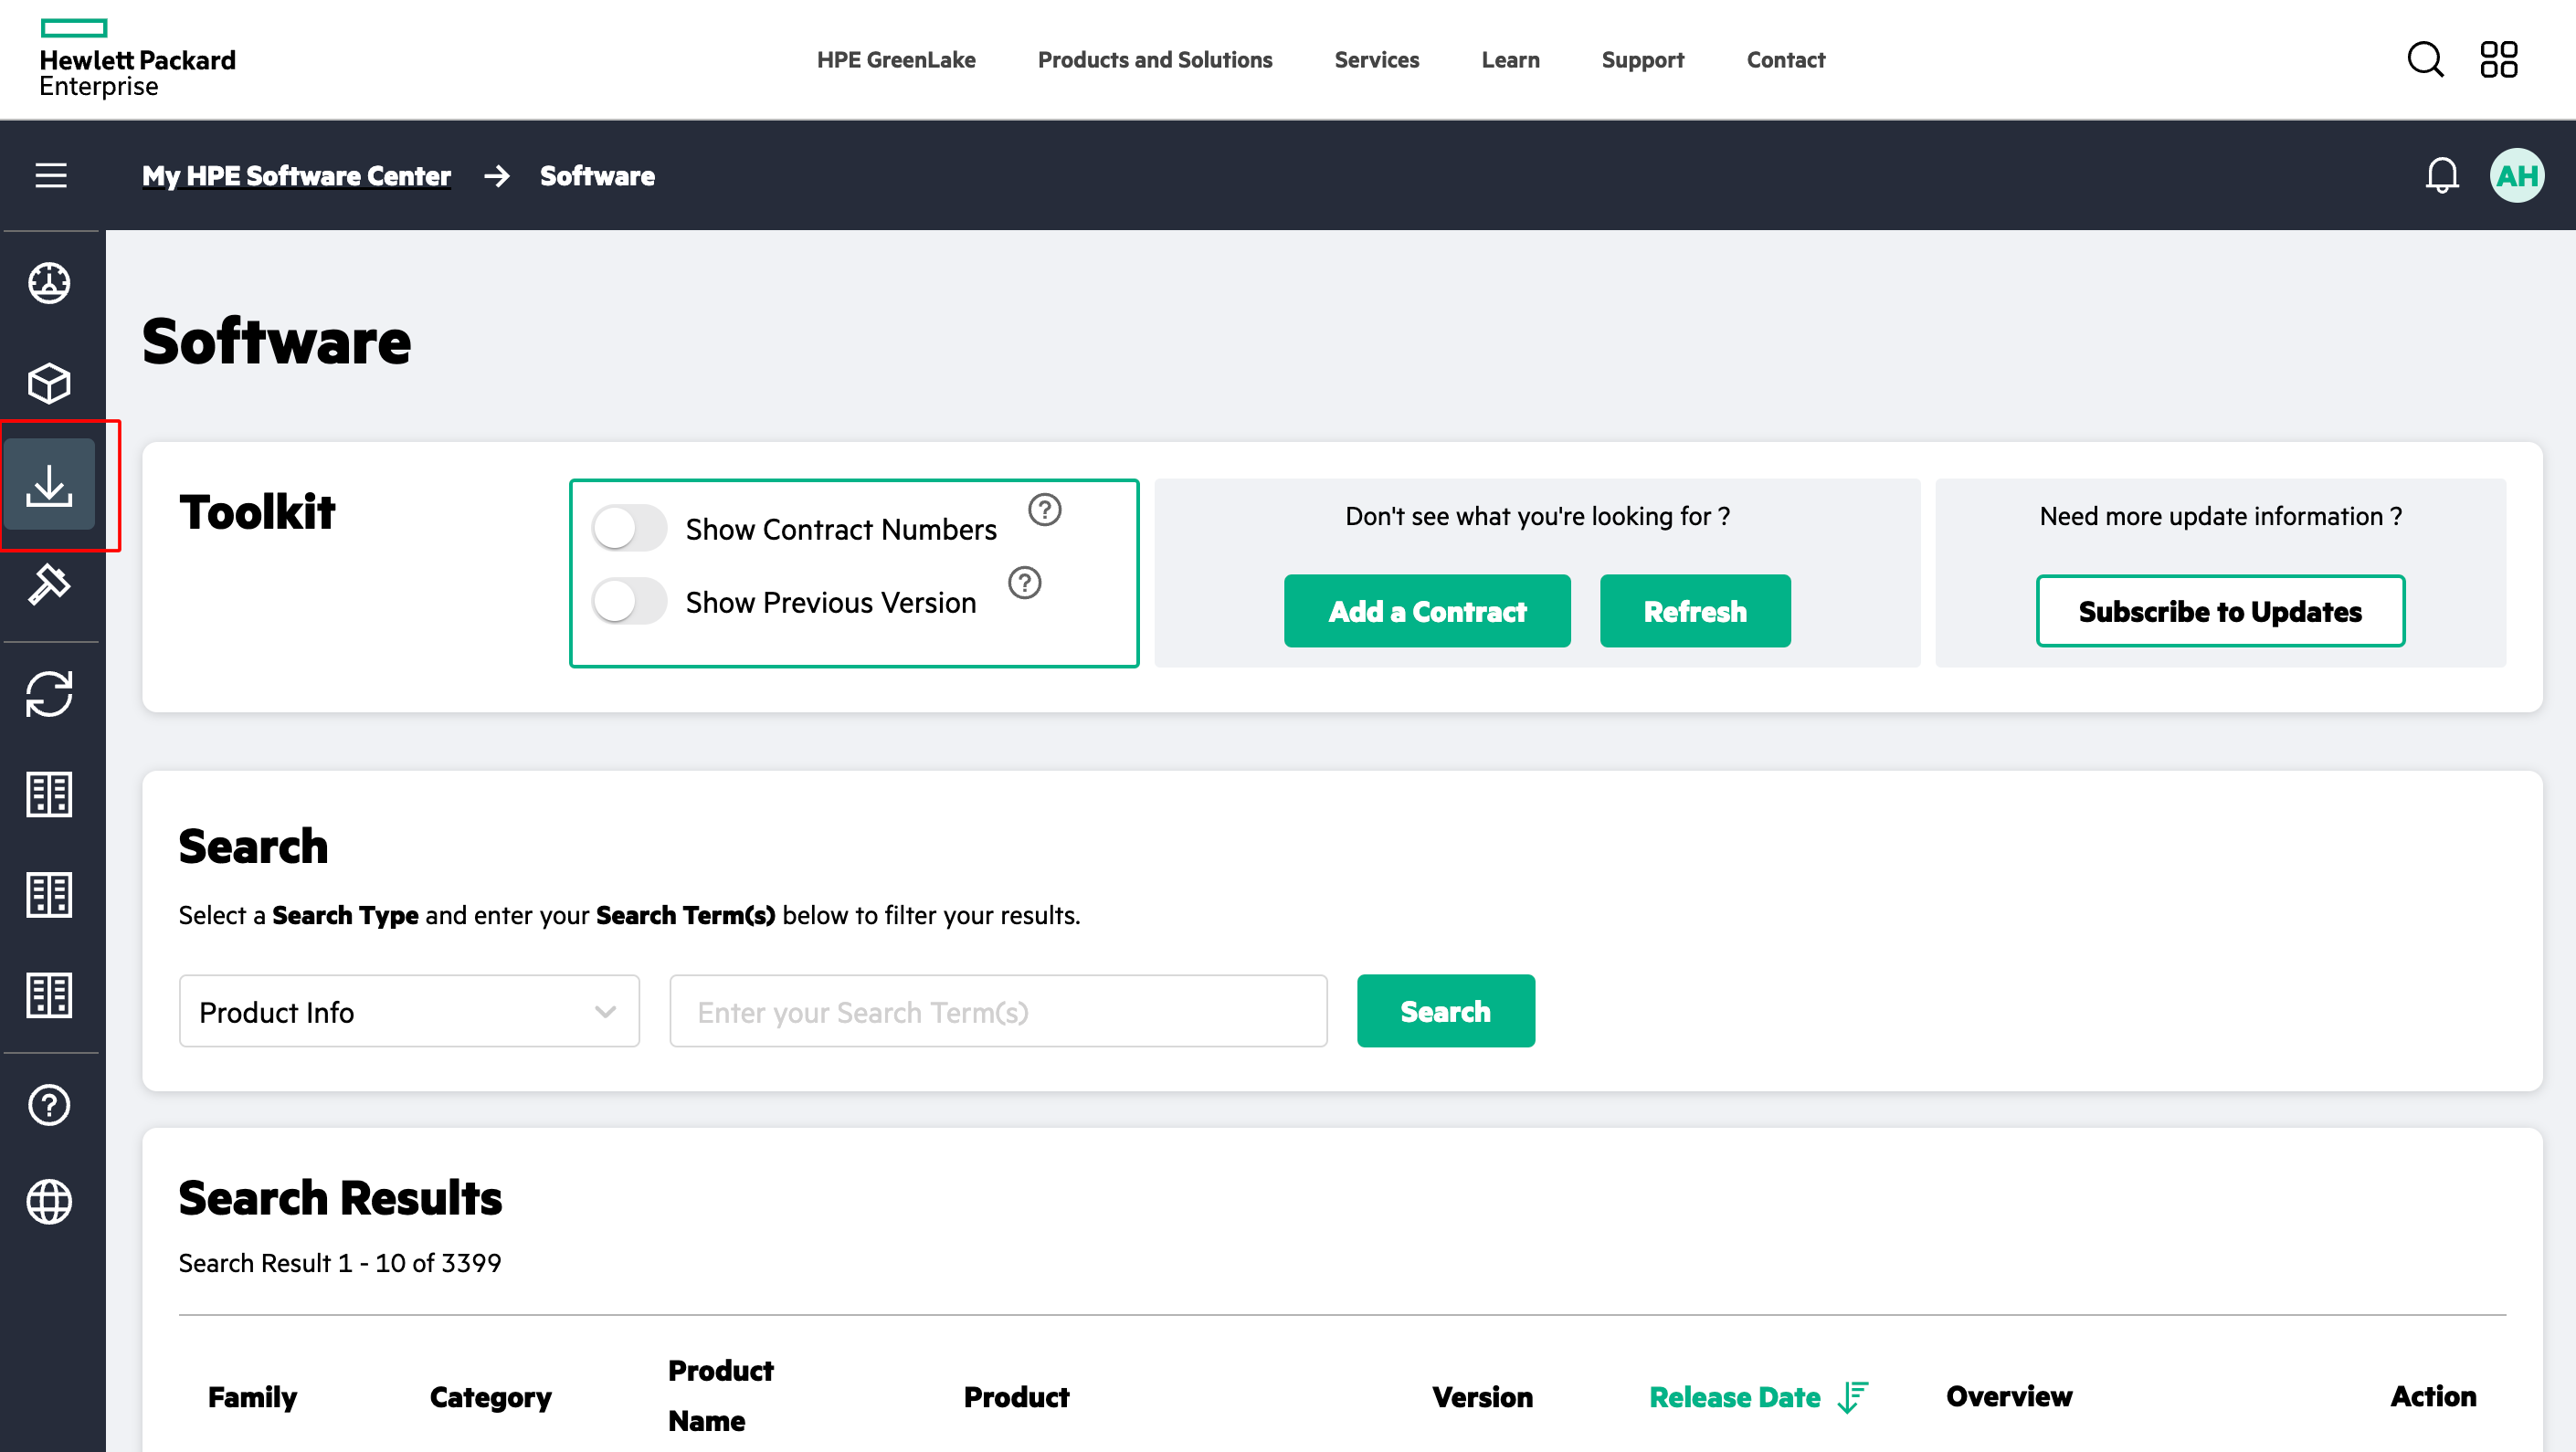 Hewlett Packard
Enterprise
HPE GreenLake Products and Solutions Services Learn Support Contact
My HPE Software Center → Software
AH
Software
Toolkit
Show Contract Numbers ?
Show Previous Version ?
Don't see what you're looking for ?
Add a Contract Refresh
Need more update information ?
Subscribe to Updates
Search
Select a Search Type and enter your Search Term(s) below to filter your results.
Product Info Enter your Search Term(s) Search
?
Search Results
Search Result 1 - 10 of 3399
Family Category Product Name Product Version Release Date Overview Action